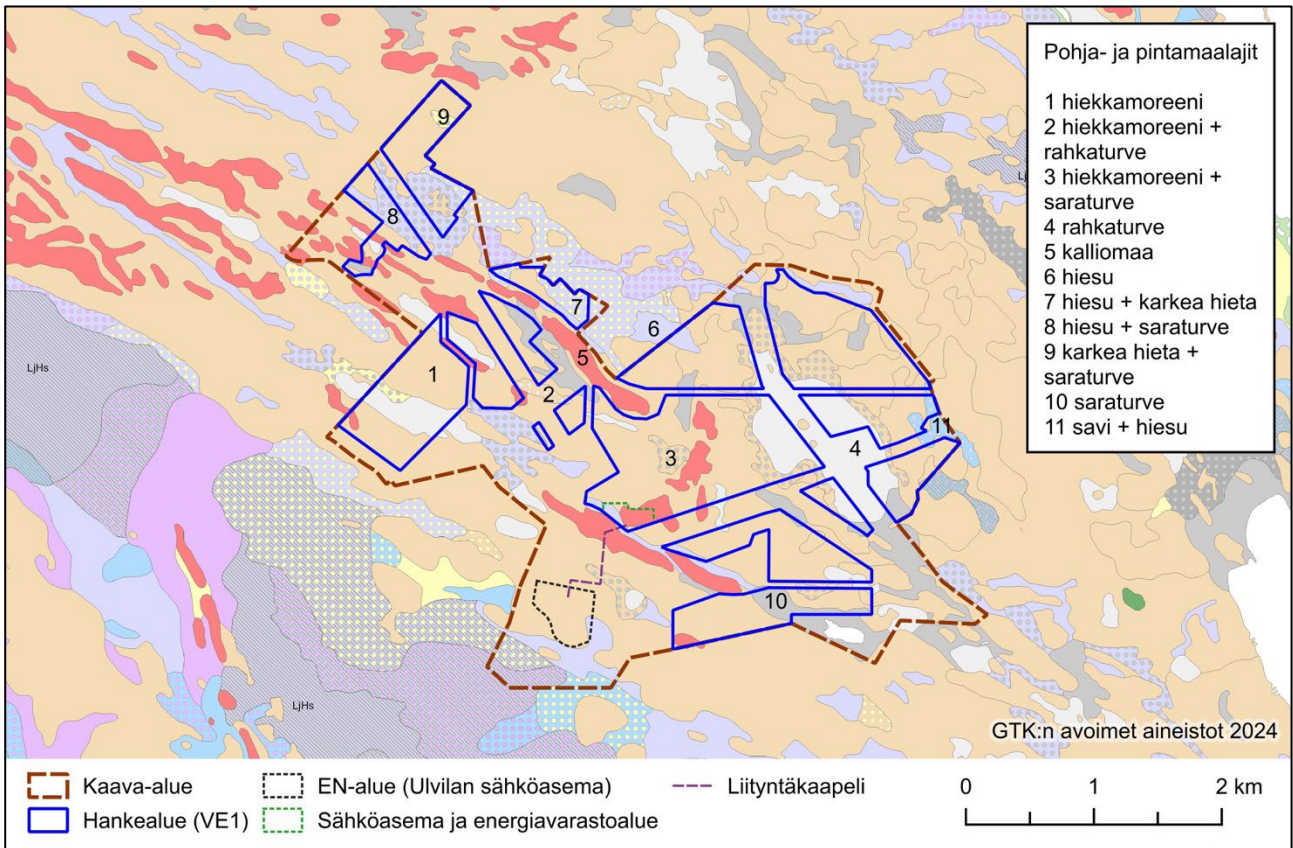 Pohja- ja pintamaalajit
1 hiekkamoreeni
2 hiekkamoreeni +
rahkaturve
3 hiekkamoreeni +
saraturve
4 rahkaturve
5 kalliomaa
6 hiesu
7 hiesu + karkea hieta
8 hiesu + saraturve
9 karkea hieta +
saraturve
10 saraturve
11 savi + hiesu
9
8
7
6
5
1
2
4
11
3
10
LjHs
LjHs
Lj
GTK:n avoimet aineistot 2024
Kaava-alue
Hankealue (VE1)
EN-alue (Ulvilan sähköasema)
Sähköasema ja energiavarastoalue
Liityntäkaapeli
0 1 2 km